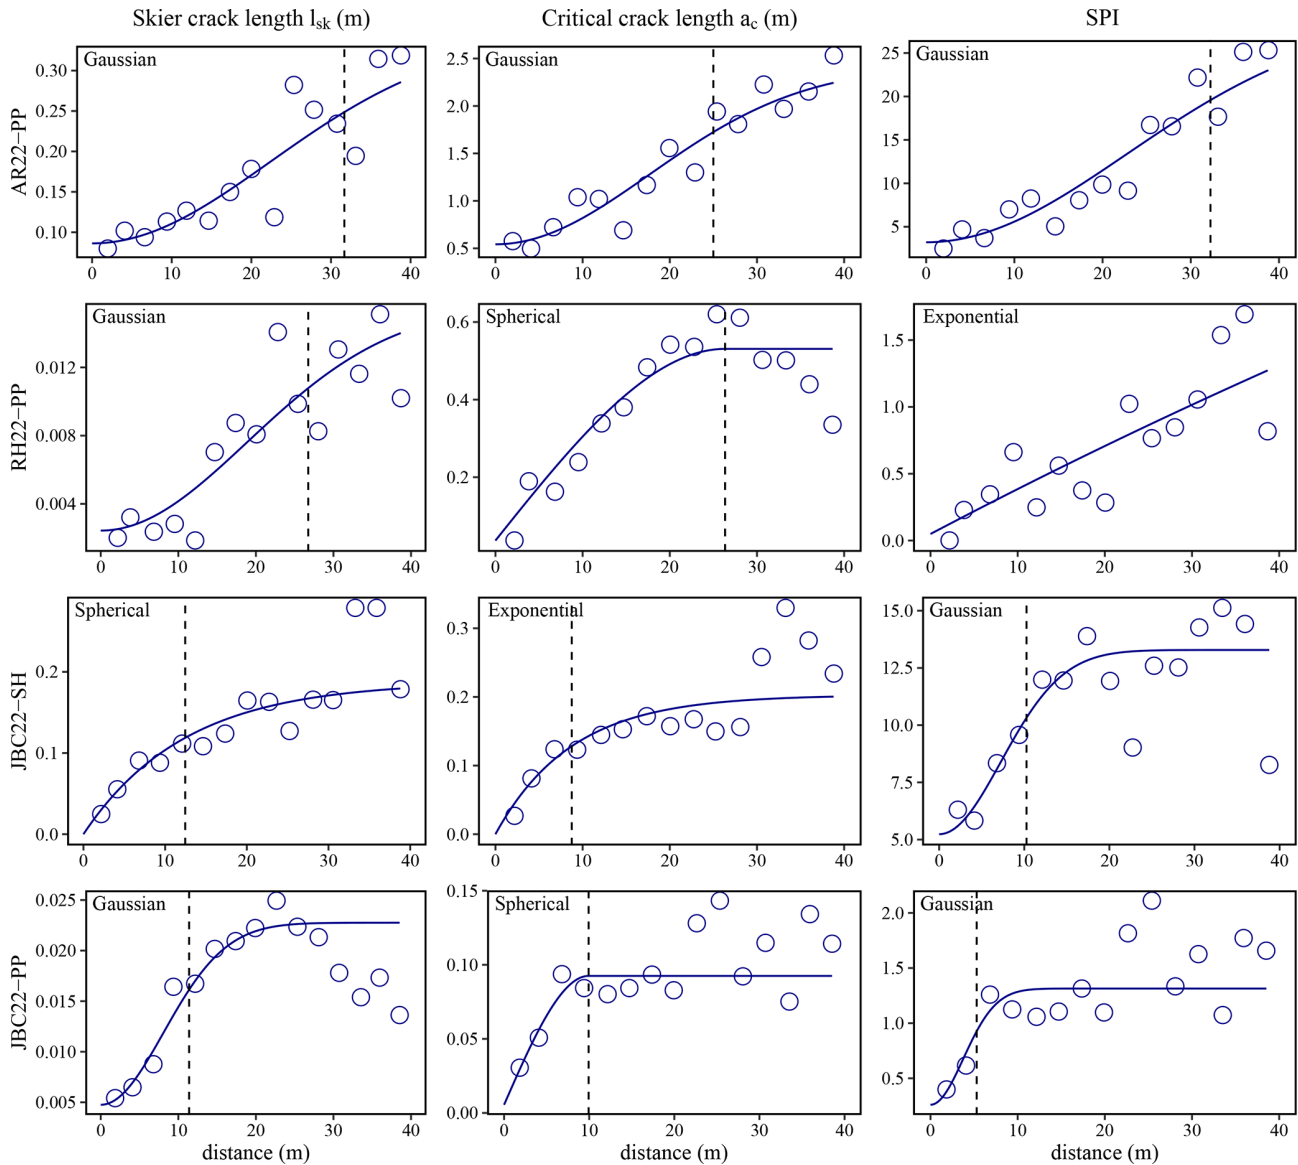 Skier crack length lsk (m) Critical crack length ac (m) SPI
AR22−PP
Gaussian
0.30
0.25
0.20
0.15
0.10
0 10 20 30 40
Gaussian
2.5
2.0
1.5
1.0
0.5
0 10 20 30 40
Gaussian
25
20
15
10
5
0 10 20 30 40
RH22−PP
Gaussian
0.012
0.008
0.004
0 10 20 30 40
Spherical
0.6
0.4
0.2
0 10 20 30 40
Exponential
1.5
1.0
0.5
0.0
0 10 20 30 40
JBC22−SH
Spherical
0.2
0.1
0.0
0 10 20 30 40
Exponential
0.3
0.2
0.1
0.0
0 10 20 30 40
Gaussian
15.0
12.5
10.0
7.5
5.0
0 10 20 30 40
JBC22−PP
Gaussian
0.025
0.020
0.015
0.010
0.005
0 10 20 30 40
distance (m)
Spherical
0.15
0.10
0.05
0.00
0 10 20 30 40
distance (m)
Gaussian
2.0
1.5
1.0
0.5
0 10 20 30 40
distance (m)